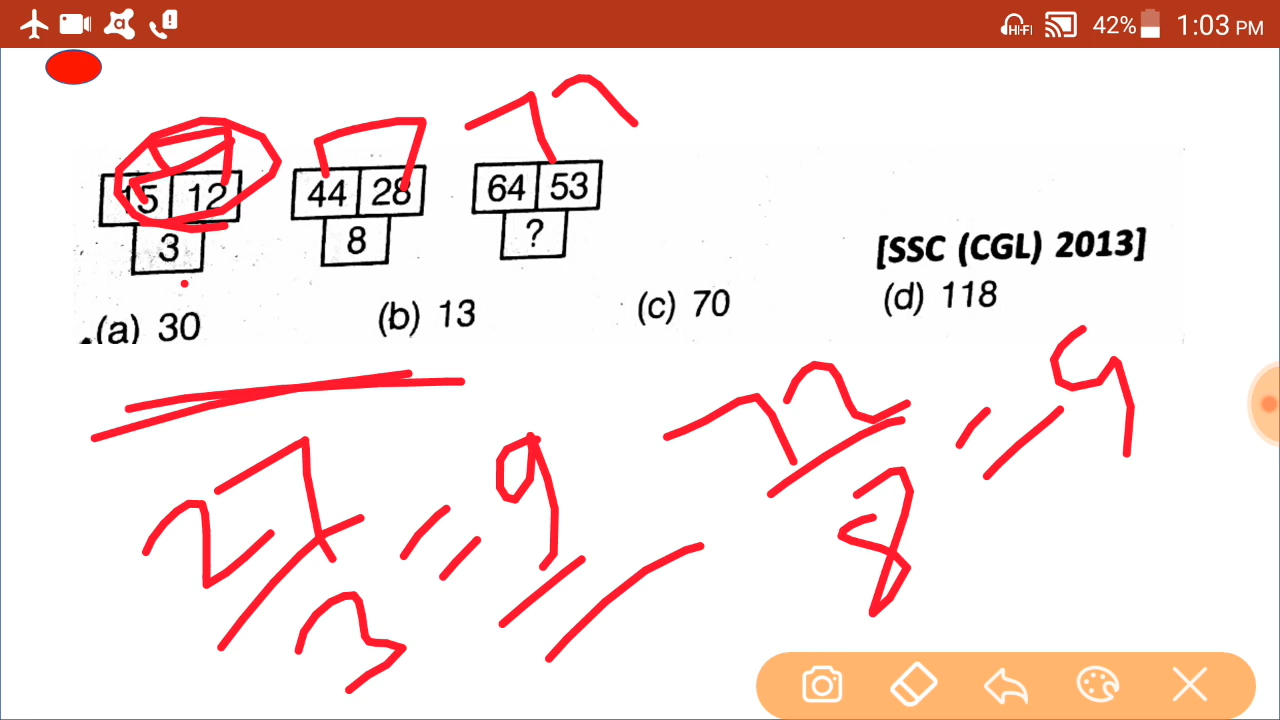 42% 1:03 PM
15 12 44 28 64 53
3 8 ?
[SSC (CGL) 2013]
(a) 30 (b) 13 (c) 70 (d) 118
72
27/3 = 9 72/8 = 9